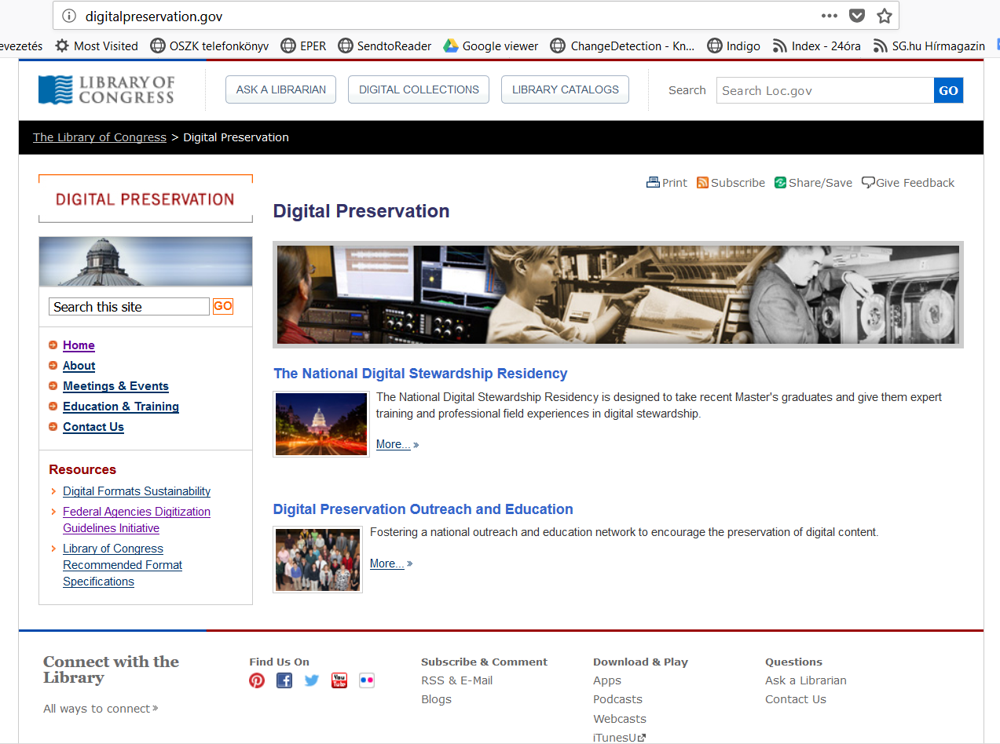 digitalpreservation.gov
evezetés Most Visited OSZK telefonkönyv EPER SendtoReader Google viewer ChangeDetection - Kn... Indigo Index - 24óra SG.hu Hírmagazin
LIBRARY OF
CONGRESS
ASK A LIBRARIAN DIGITAL COLLECTIONS LIBRARY CATALOGS Search Search Loc.gov GO
The Library of Congress > Digital Preservation
Print Subscribe Share/Save Give Feedback
DIGITAL PRESERVATION
Search this site GO
Home
About
Meetings & Events
Education & Training
Contact Us
Resources
Digital Formats Sustainability
Federal Agencies Digitization
Guidelines Initiative
Library of Congress
Recommended Format
Specifications
Digital Preservation
The National Digital Stewardship Residency
The National Digital Stewardship Residency is designed to take recent Master's graduates and give them expert
training and professional field experiences in digital stewardship.
More... »
Digital Preservation Outreach and Education
Fostering a national outreach and education network to encourage the preservation of digital content.
More... »
Connect with the
Library
All ways to connect »
Find Us On
You
Tube
Subscribe & Comment
RSS & E-Mail
Blogs
Download & Play
Apps
Podcasts
Webcasts
iTunesU
Questions
Ask a Librarian
Contact Us